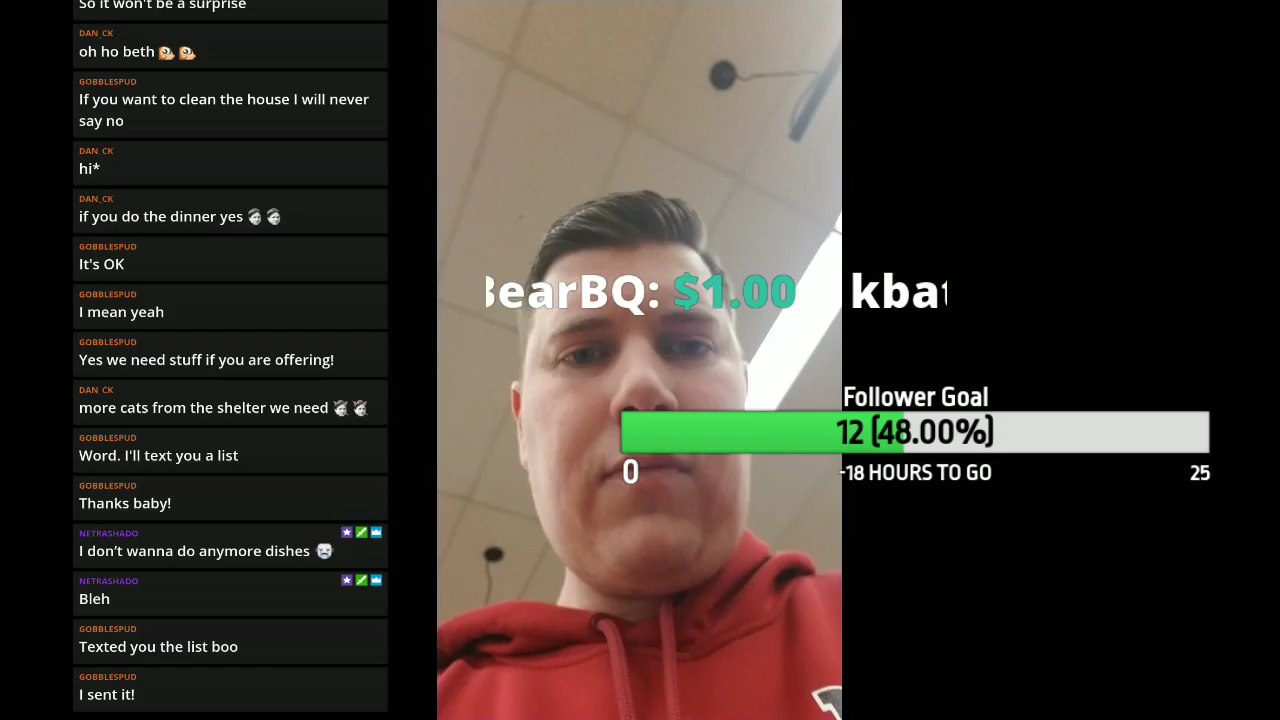 So it won't be a surprise
DAN_CK
oh ho beth
GOBBLESPUD
If you want to clean the house I will never
say no
DAN_CK
hi*
DAN_CK
if you do the dinner yes
GOBBLESPUD
It's OK
GOBBLESPUD
I mean yeah
GOBBLESPUD
Yes we need stuff if you are offering!
DAN_CK
more cats from the shelter we need
GOBBLESPUD
Word. I'll text you a list
GOBBLESPUD
Thanks baby!
NETRASHADO
I don’t wanna do anymore dishes
NETRASHADO
Bleh
GOBBLESPUD
Texted you the list boo
GOBBLESPUD
I sent it!
BearBQ: $1.00 kbat
Follower Goal
12 (48.00%)
0 -18 HOURS TO GO 25